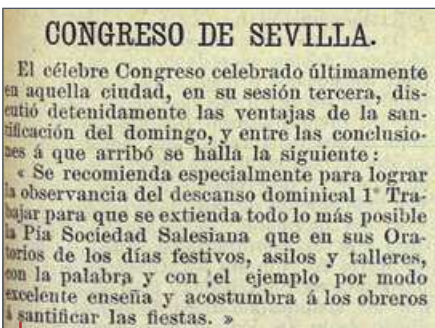 CONGRESO DE SEVILLA.
El célebre Congreso celebrado últimamente
en aquella ciudad, en su sesión tercera, dis-
cutió detenidamente las ventajas de la san-
tificación del domingo, y entre las conclusio-
nes á que arribó se halla la siguiente:
« Se recomienda especialmente para lograr
la observancia del descanso dominical 1° Tra-
bajar para que se extienda todo lo más posible
la Pía Sociedad Salesiana que en sus Ora-
torios de los días festivos, asilos y talleres,
con la palabra y con el ejemplo por modo
excelente enseña y acostumbra á los obreros
á santificar las fiestas. »